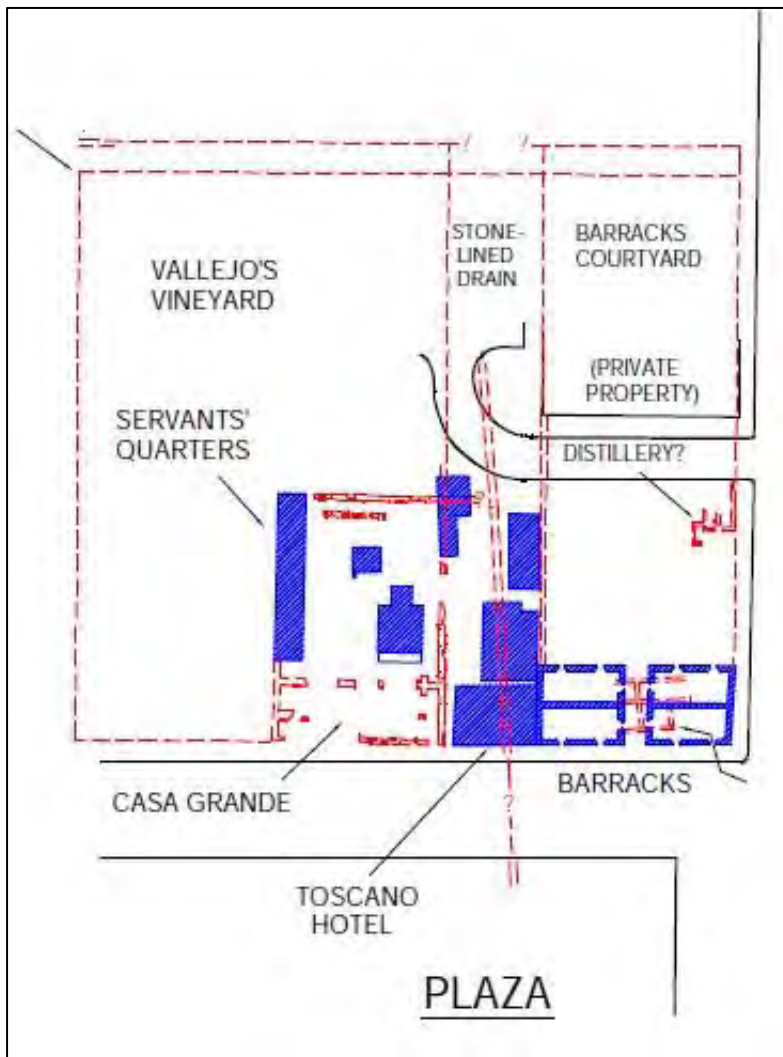 ? ?
STONE-
LINED
DRAIN
BARRACKS
COURTYARD
VALLEJO'S
VINEYARD
(PRIVATE
PROPERTY)
SERVANTS'
QUARTERS
DISTILLERY?
CASA GRANDE
BARRACKS
?
TOSCANO
HOTEL
PLAZA